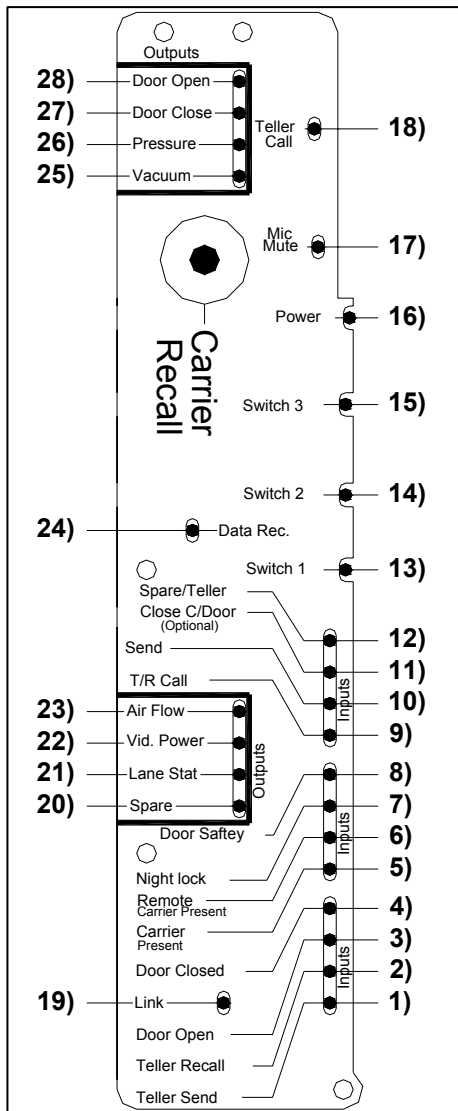 Outputs
28) Door Open
27) Door Close
26) Pressure
25) Vacuum
Teller
Call
18)
Mic
Mute
17)
Power
16)
Carrier
Recall
Switch 3
15)
Switch 2
14)
24)
Data Rec.
Switch 1
13)
Spare/Teller
12)
Close C/Door
(Optional)
11)
Send
10)
T/R Call
9)
Inputs
23) Air Flow
22) Vid. Power
21) Lane Stat
20) Spare
Outputs
8)
Door Saftey
7)
Night lock
6)
Remote
Carrier Present
5)
Carrier
Present
Inputs
4)
Door Closed
3)
2)
1)
Inputs
19) Link
Door Open
Teller Recall
Teller Send